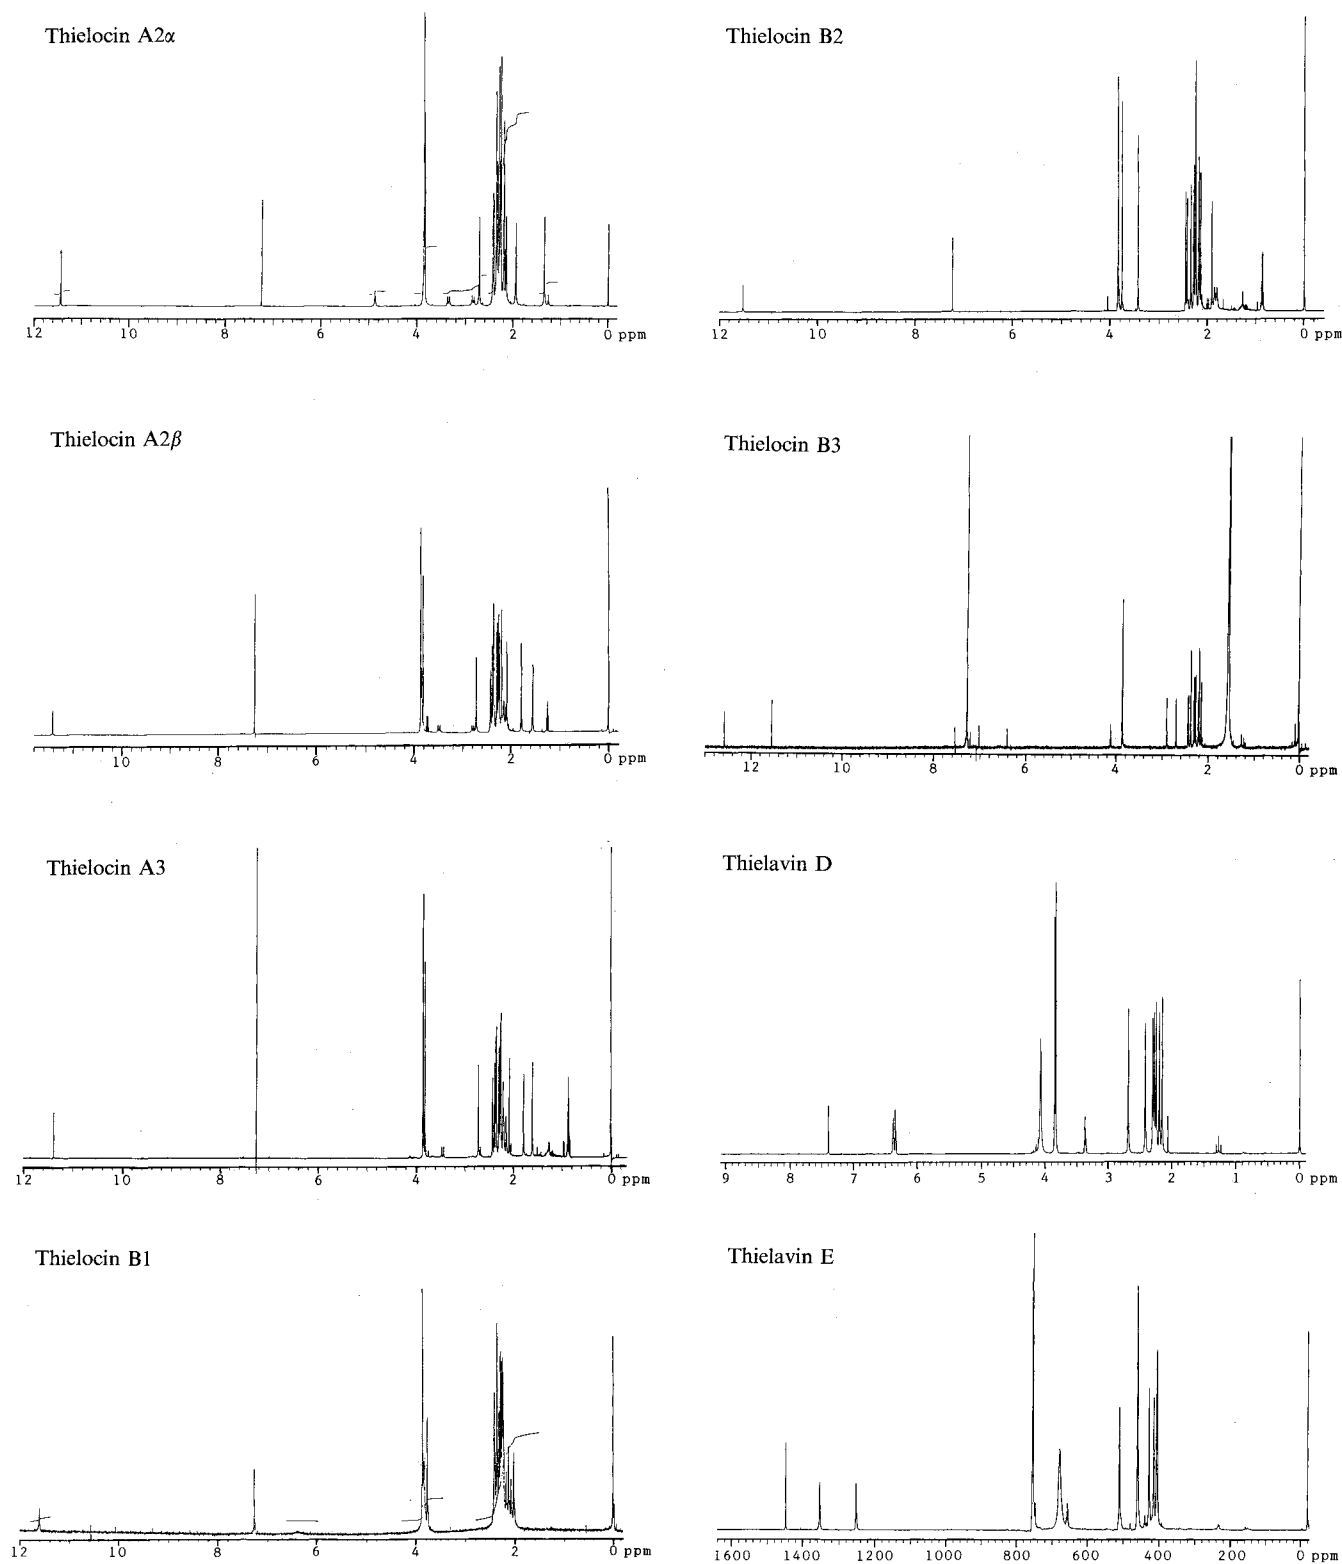 Thielocin A2α
12 10 8 6 4 2 0 ppm
Thielocin B2
12 10 8 6 4 2 0 ppm
Thielocin A2β
10 8 6 4 2 0 ppm
Thielocin B3
12 10 8 6 4 2 0 ppm
Thielocin A3
12 10 8 6 4 2 0 ppm
Thielavin D
9 8 7 6 5 4 3 2 1 0 ppm
Thielocin B1
12 10 8 6 4 2 0 ppm
Thielavin E
1600 1400 1200 1000 800 600 400 200 0 ppm